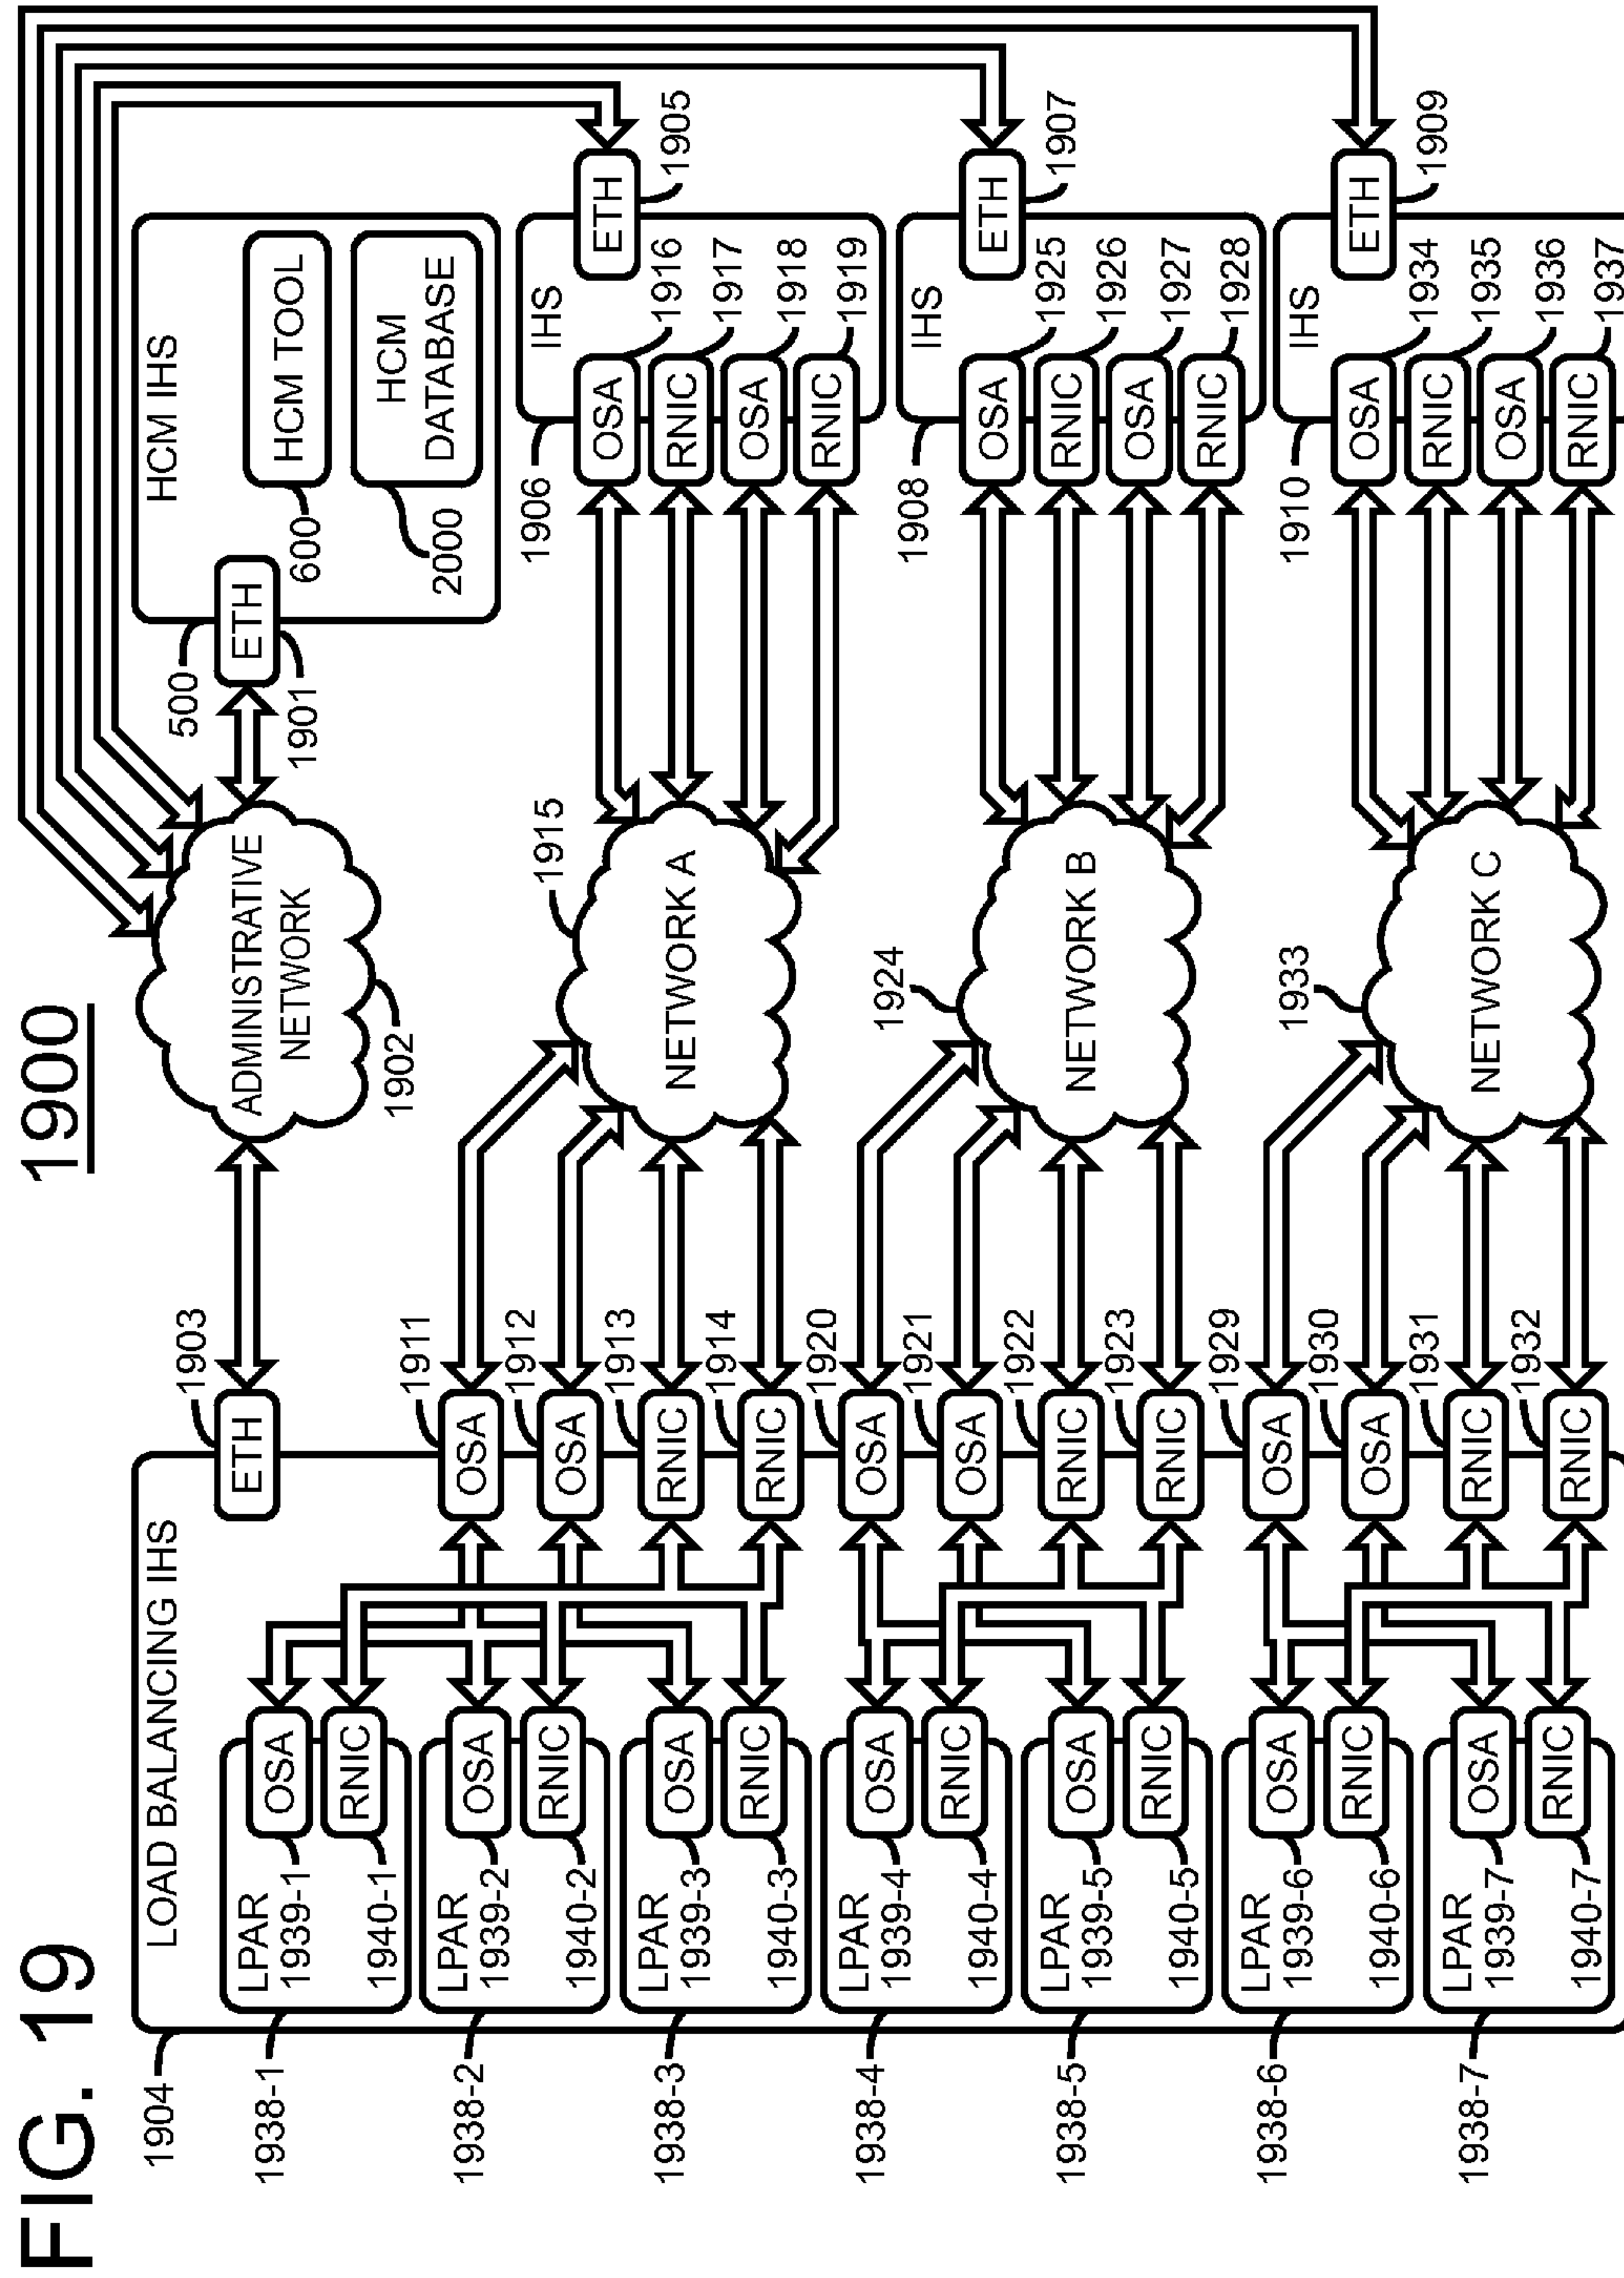 FIG. 19
1900
LOAD BALANCING IHS
1904
ETH
1903
ADMINISTRATIVE
NETWORK
1902
ETH
500
1901
HCM IHS
HCM TOOL
600
HCM
DATABASE
2000
1938-1
LPAR
1939-1
1940-1
OSA
RNIC
1938-2
LPAR
1939-2
1940-2
OSA
RNIC
1938-3
LPAR
1939-3
1940-3
OSA
RNIC
1938-4
LPAR
1939-4
1940-4
OSA
RNIC
1938-5
LPAR
1939-5
1940-5
OSA
RNIC
1938-6
LPAR
1939-6
1940-6
OSA
RNIC
1938-7
LPAR
1939-7
1940-7
OSA
RNIC
OSA
1911
OSA
1912
RNIC
1913
RNIC
1914
OSA
1920
OSA
1921
RNIC
1922
RNIC
1923
OSA
1929
OSA
1930
RNIC
1931
RNIC
1932
NETWORK A
1915
NETWORK B
1924
NETWORK C
1933
1906
IHS
ETH
1905
OSA
1916
RNIC
1917
OSA
1918
RNIC
1919
1908
IHS
ETH
1907
OSA
1925
RNIC
1926
OSA
1927
RNIC
1928
1910
IHS
ETH
1909
OSA
1934
RNIC
1935
OSA
1936
RNIC
1937